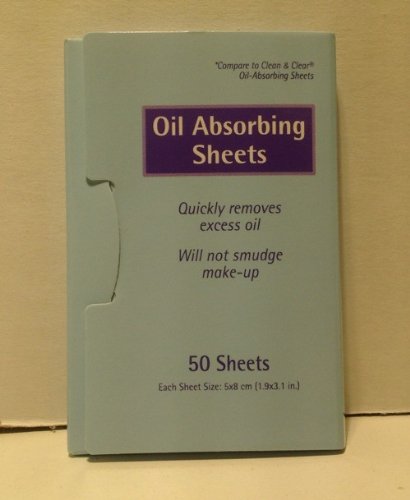 *Compare to Clean & Clear®
Oil-Absorbing Sheets
Oil Absorbing
Sheets
Quickly removes
excess oil
Will not smudge
make-up
50 Sheets
Each Sheet Size: 5x8 cm (1.9x3.1 in.)